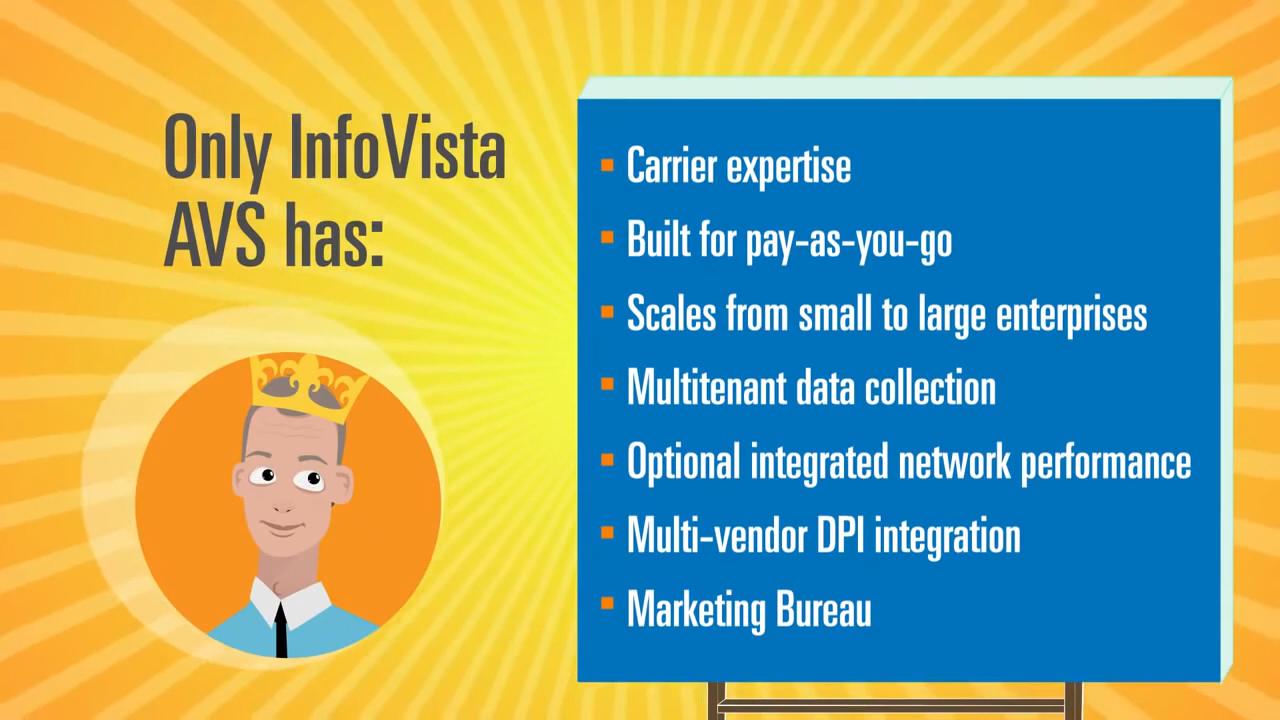 Only InfoVista
AVS has:
Carrier expertise
Built for pay-as-you-go
Scales from small to large enterprises
Multitenant data collection
Optional integrated network performance
Multi-vendor DPI integration
Marketing Bureau